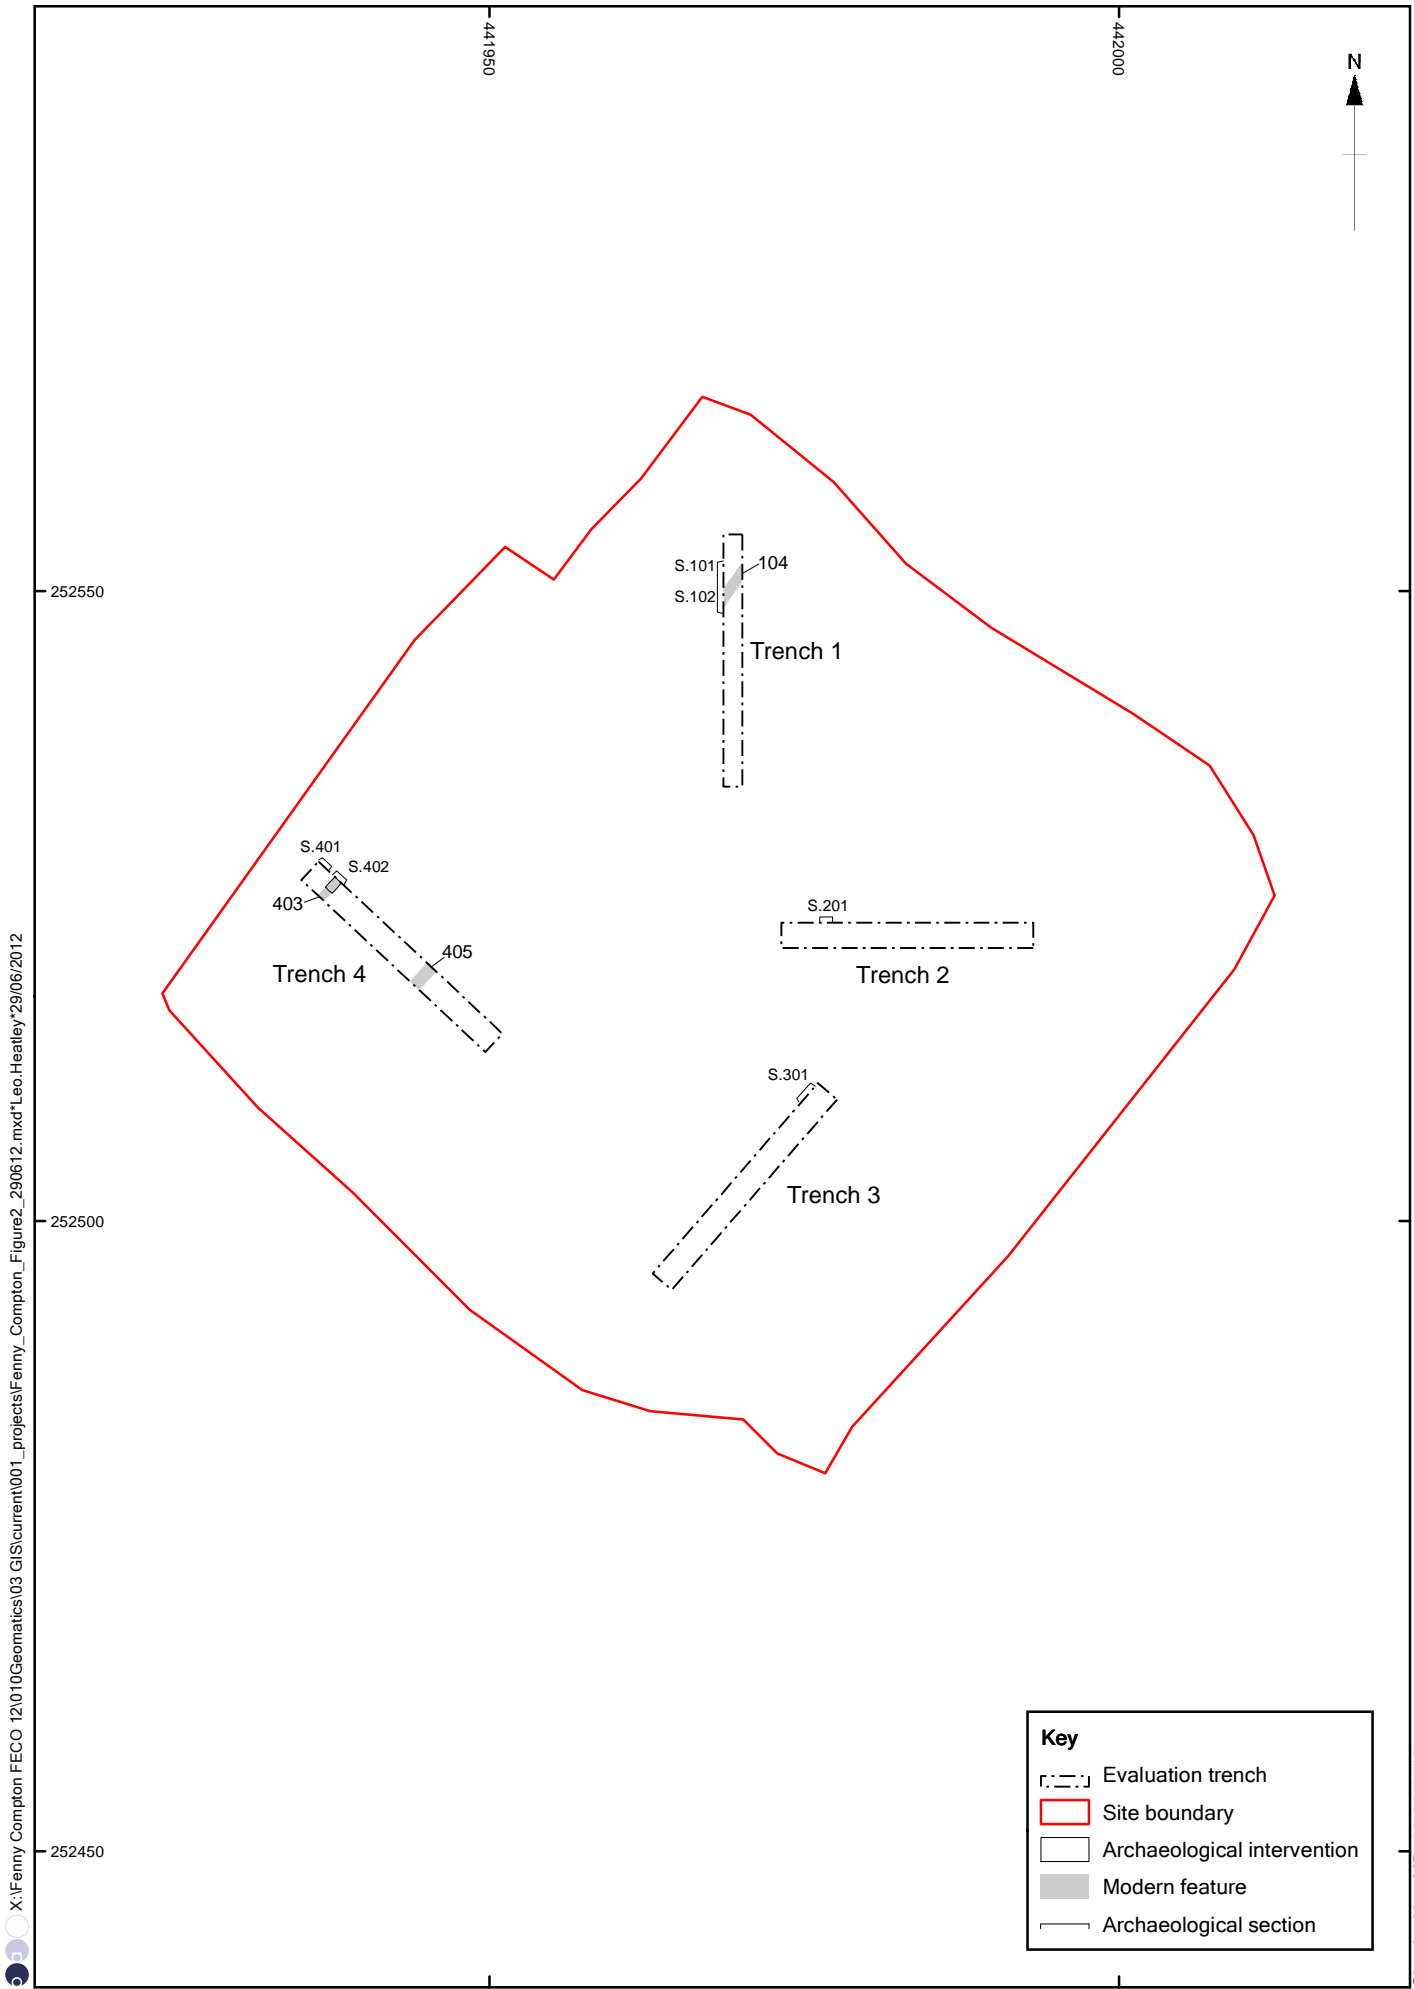 441950
442000
N
S.101
104
252550
S.102
Trench 1
S.401
S.402
403
S.201
405
Trench 4
Trench 2
S.301
Trench 3
252500
252450
Key
Evaluation trench
Site boundary
Archaeological intervention
Modern feature
Archaeological section
X:\Fenny Compton FECO 12\010Geomatics\03 GIS\current\001_projects\Fenny_Compton_Figure2_290612.mxd*Leo.Heatley*29/06/2012